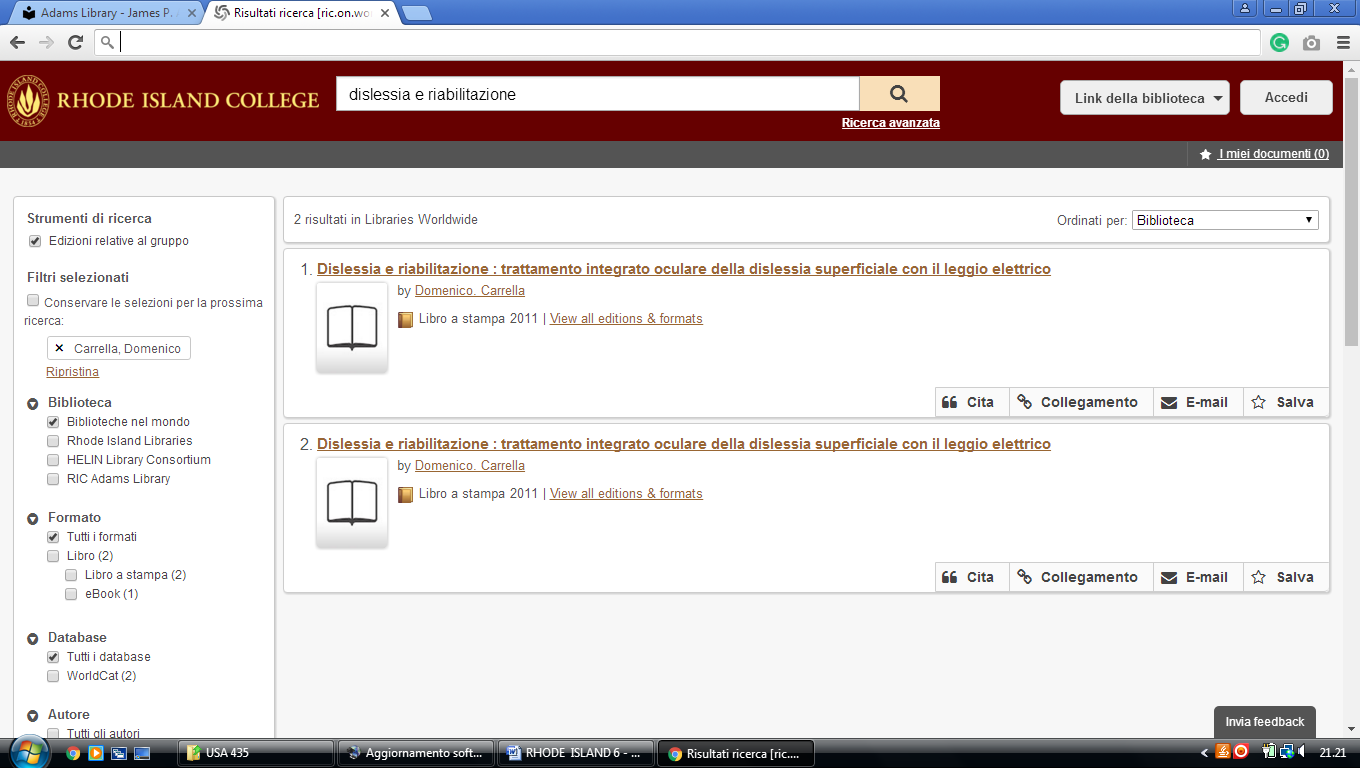 Adams Library - James P. A
Risultati ricerca [ric.on.wo
RHODE ISLAND COLLEGE
dislessia e riabilitazione
Ricerca avanzata
Link della biblioteca
Accedi
I miei documenti (0)
Strumenti di ricerca
Edizioni relative al gruppo
Filtri selezionati
Conservare le selezioni per la prossima
ricerca:
Carrella, Domenico
Ripristina
Biblioteca
Biblioteche nel mondo
Rhode Island Libraries
HELIN Library Consortium
RIC Adams Library
Formato
Tutti i formati
Libro (2)
Libro a stampa (2)
eBook (1)
Database
Tutti i database
WorldCat (2)
Autore
Tutti gli autori
2 risultati in Libraries Worldwide
Ordinati per: Biblioteca
1. Dislessia e riabilitazione : trattamento integrato oculare della dislessia superficiale con il leggio elettrico
by Domenico. Carrella
Libro a stampa 2011 | View all editions & formats
Cita Collegamento E-mail Salva
2. Dislessia e riabilitazione : trattamento integrato oculare della dislessia superficiale con il leggio elettrico
by Domenico. Carrella
Libro a stampa 2011 | View all editions & formats
Cita Collegamento E-mail Salva
Invia feedback
USA 435
Aggiornamento soft...
RHODE ISLAND 6 - ...
Risultati ricerca [ric....
21.21